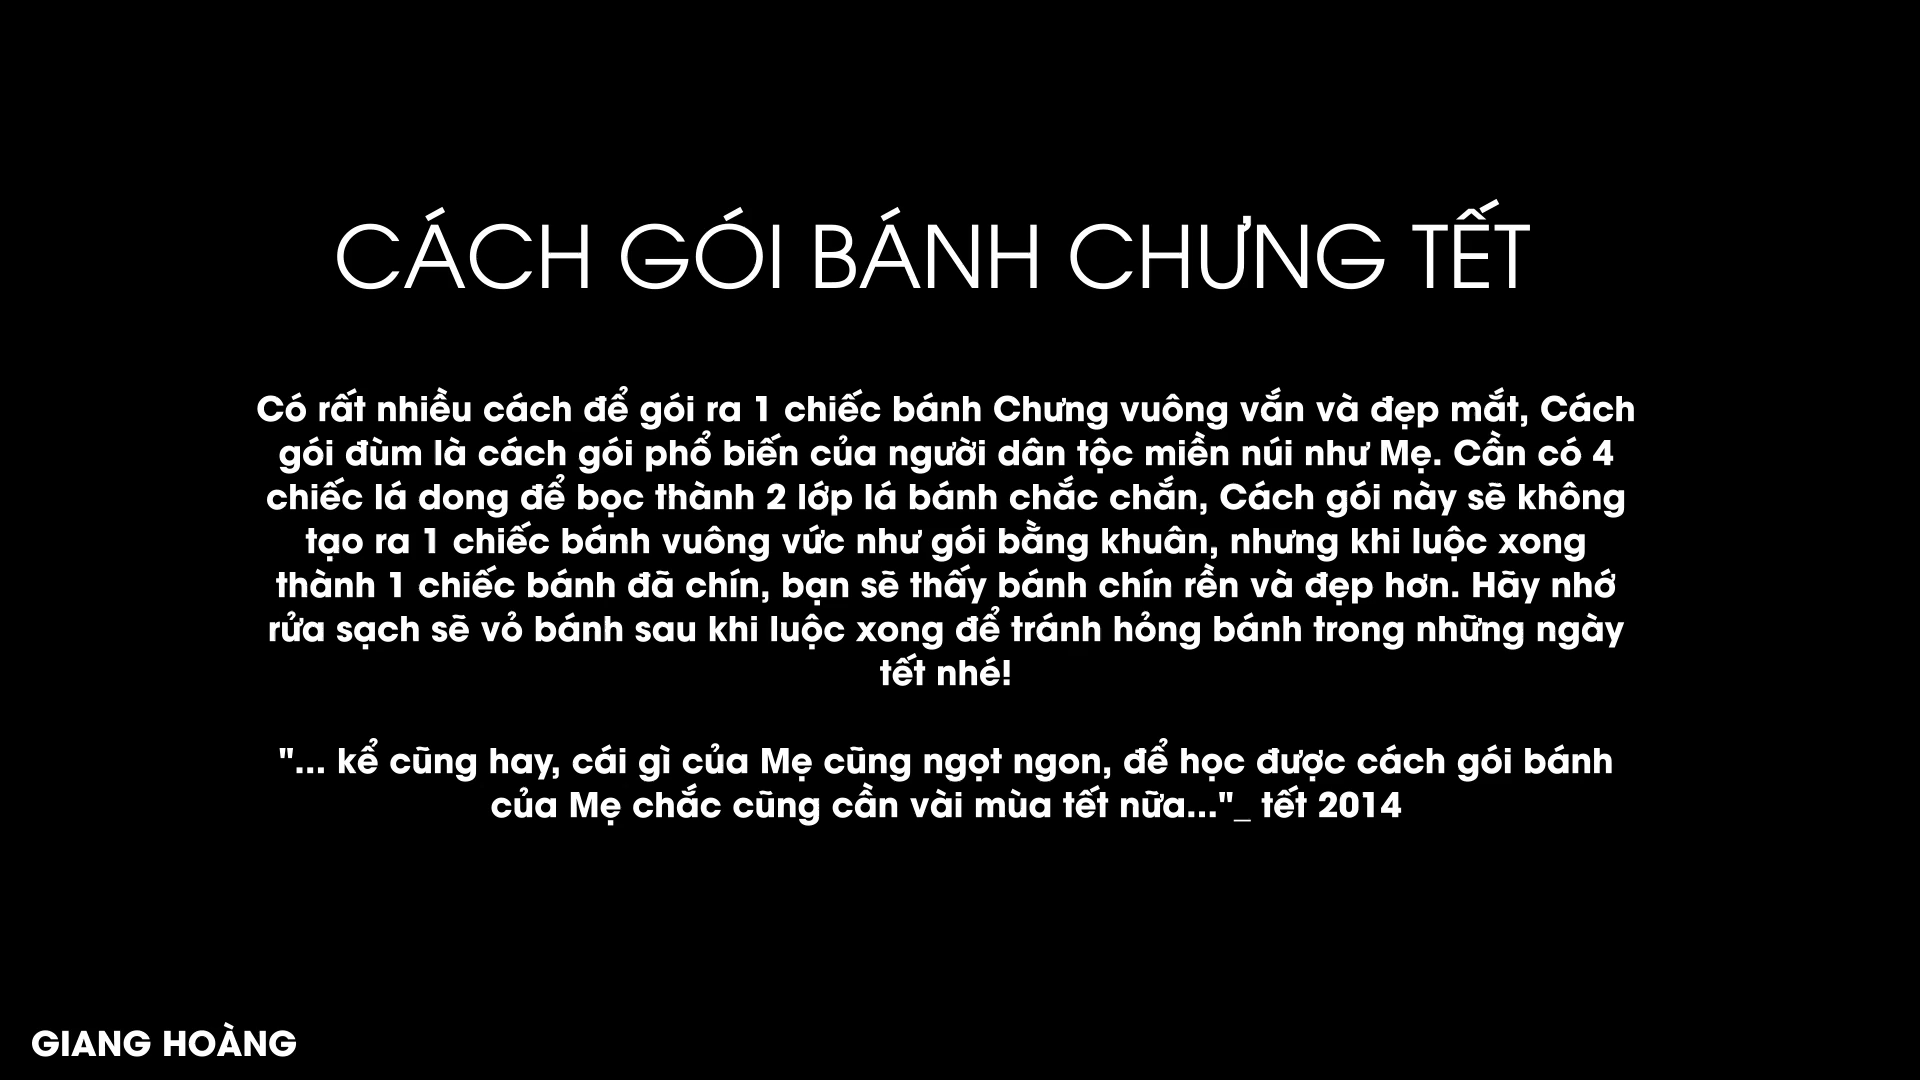 CÁCH GÓI BÁNH CHƯNG TẾT
Có rất nhiều cách để gói ra 1 chiếc bánh Chưng vuông vắn và đẹp mắt, Cách
gói đùm là cách gói phổ biến của người dân tộc miền núi như Mẹ. Cần có 4
chiếc lá dong để bọc thành 2 lớp lá bánh chắc chắn, Cách gói này sẽ không
tạo ra 1 chiếc bánh vuông vức như gói bằng khuân, nhưng khi luộc xong
thành 1 chiếc bánh đã chín, bạn sẽ thấy bánh chín rền và đẹp hơn. Hãy nhớ
rửa sạch sẽ vỏ bánh sau khi luộc xong để tránh hỏng bánh trong những ngày
tết nhé!
"... kể cũng hay, cái gì của Mẹ cũng ngọt ngon, để học được cách gói bánh
của Mẹ chắc cũng cần vài mùa tết nữa..."_ tết 2014
GIANG HOÀNG